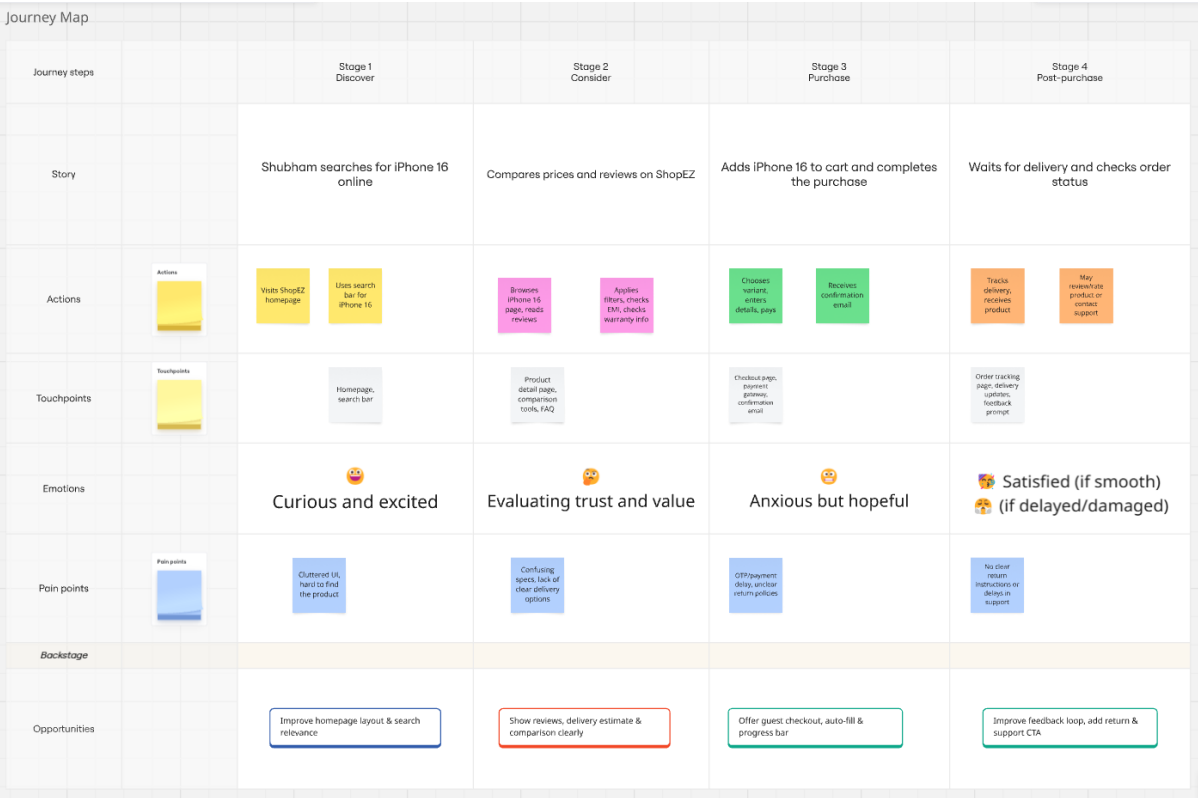 Journey Map
Journey steps
Stage 1
Discover
Stage 2
Consider
Stage 3
Purchase
Stage 4
Post-purchase
Story
Shubham searches for iPhone 16
online
Compares prices and reviews on ShopEZ
Adds iPhone 16 to cart and completes
the purchase
Waits for delivery and checks order
status
Actions
Actions
Visits ShopEZ
homepage
Uses search
bar for
iPhone 16
Browses
iPhone 16
page, reads
reviews
Applies
filters, checks
EMI, checks
warranty info
Chooses
variant,
enters
details, pays
Receives
confirmation
email
Tracks
delivery,
receives
product
May
review/rate
product or
contact
support
Touchpoints
Touchpoints
Homepage,
search bar
Product
detail page,
comparison
tools, FAQ
Checkout page,
payment
gateway,
confirmation
email
Order tracking
page, delivery
updates,
feedback
prompt
Emotions
😀
Curious and excited
🤔
Evaluating trust and value
😬
Anxious but hopeful
🥳 Satisfied (if smooth)
😤 (if delayed/damaged)
Pain points
Pain points
Cluttered UI,
hard to find
the product
Confusing
specs, lack of
clear delivery
options
OTP/payment
delay, unclear
return policies
No clear
return
instructions or
delays in
support
Backstage
Opportunities
Improve homepage layout & search
relevance
Show reviews, delivery estimate &
comparison clearly
Offer guest checkout, auto-fill &
progress bar
Improve feedback loop, add return &
support CTA